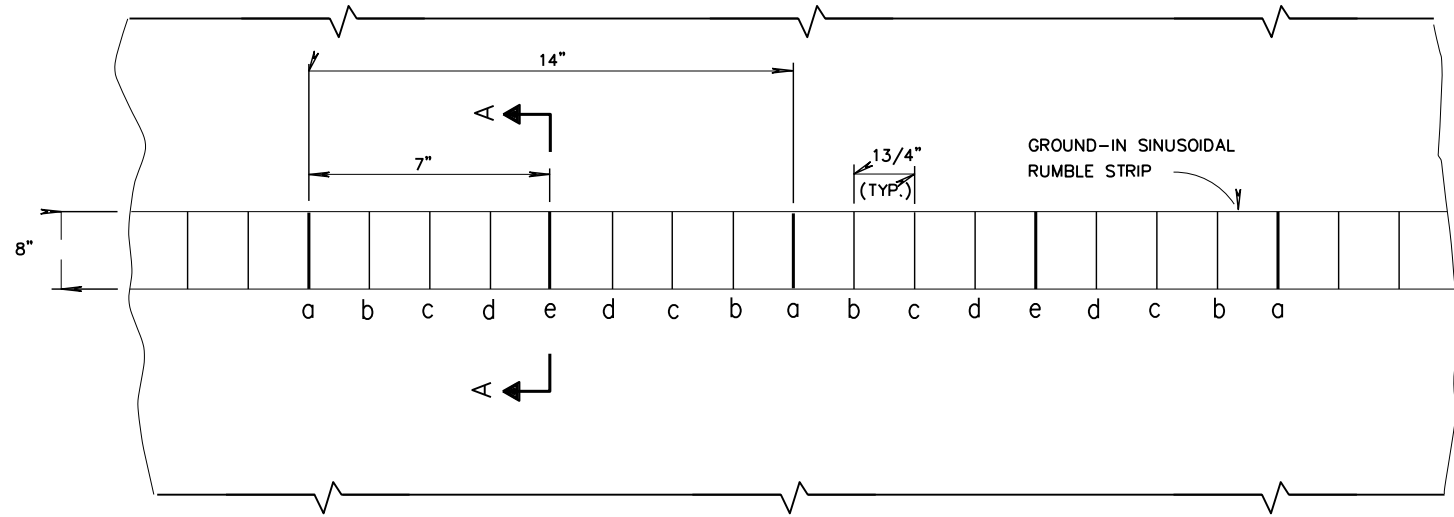 14"
A
7"
13/4"
(TYP.)
GROUND-IN SINUSOIDAL
RUMBLE STRIP
8"
a b c d e d c b a b c d e d c b a
A